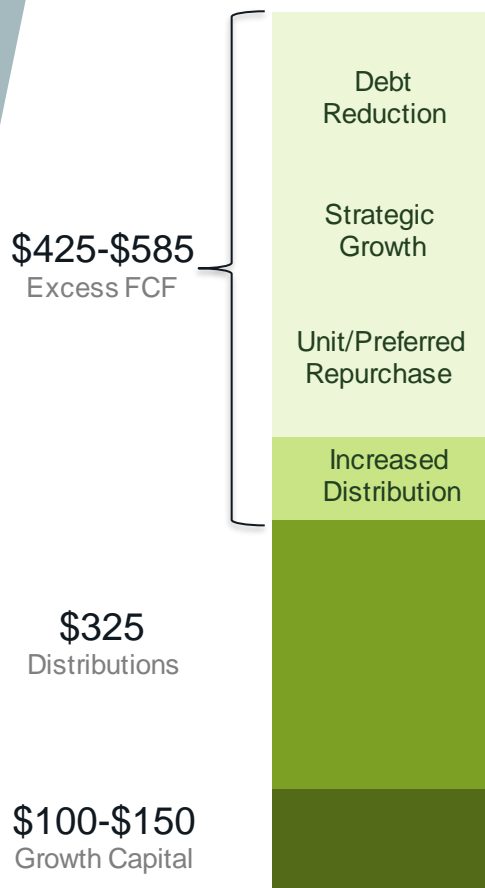 Debt
Reduction
Strategic
Growth
$425-$585
Excess FCF
Unit/Preferred
Repurchase
Increased
Distribution
$325
Distributions
$100-$150
Growth Capital